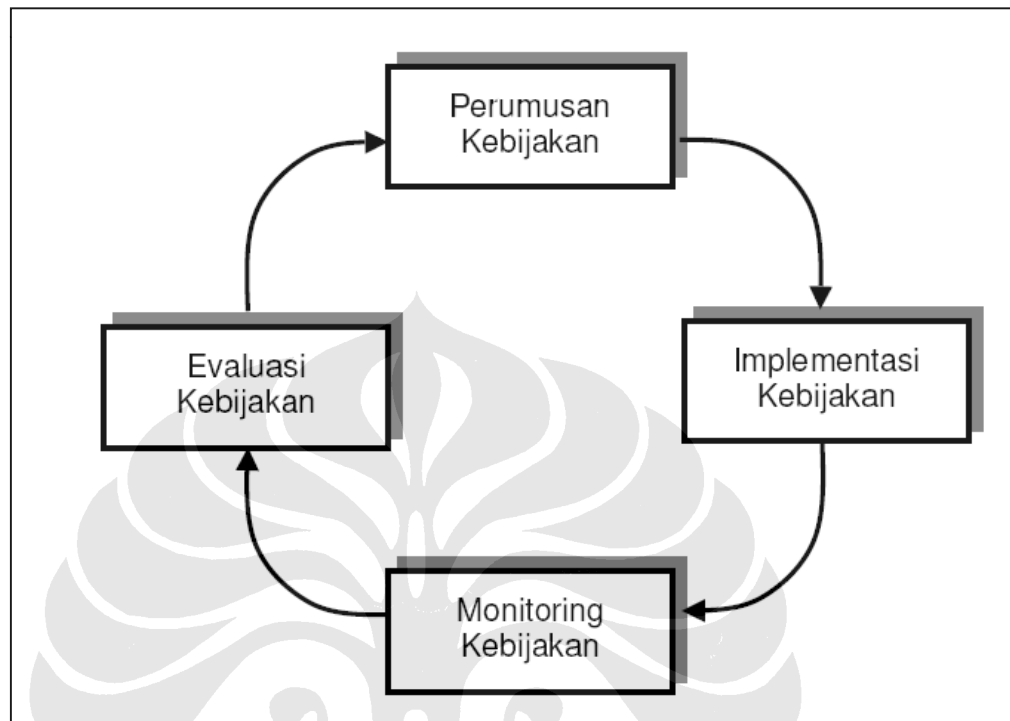 Perumusan
Kebijakan
Implementasi
Kebijakan
Monitoring
Kebijakan
Evaluasi
Kebijakan